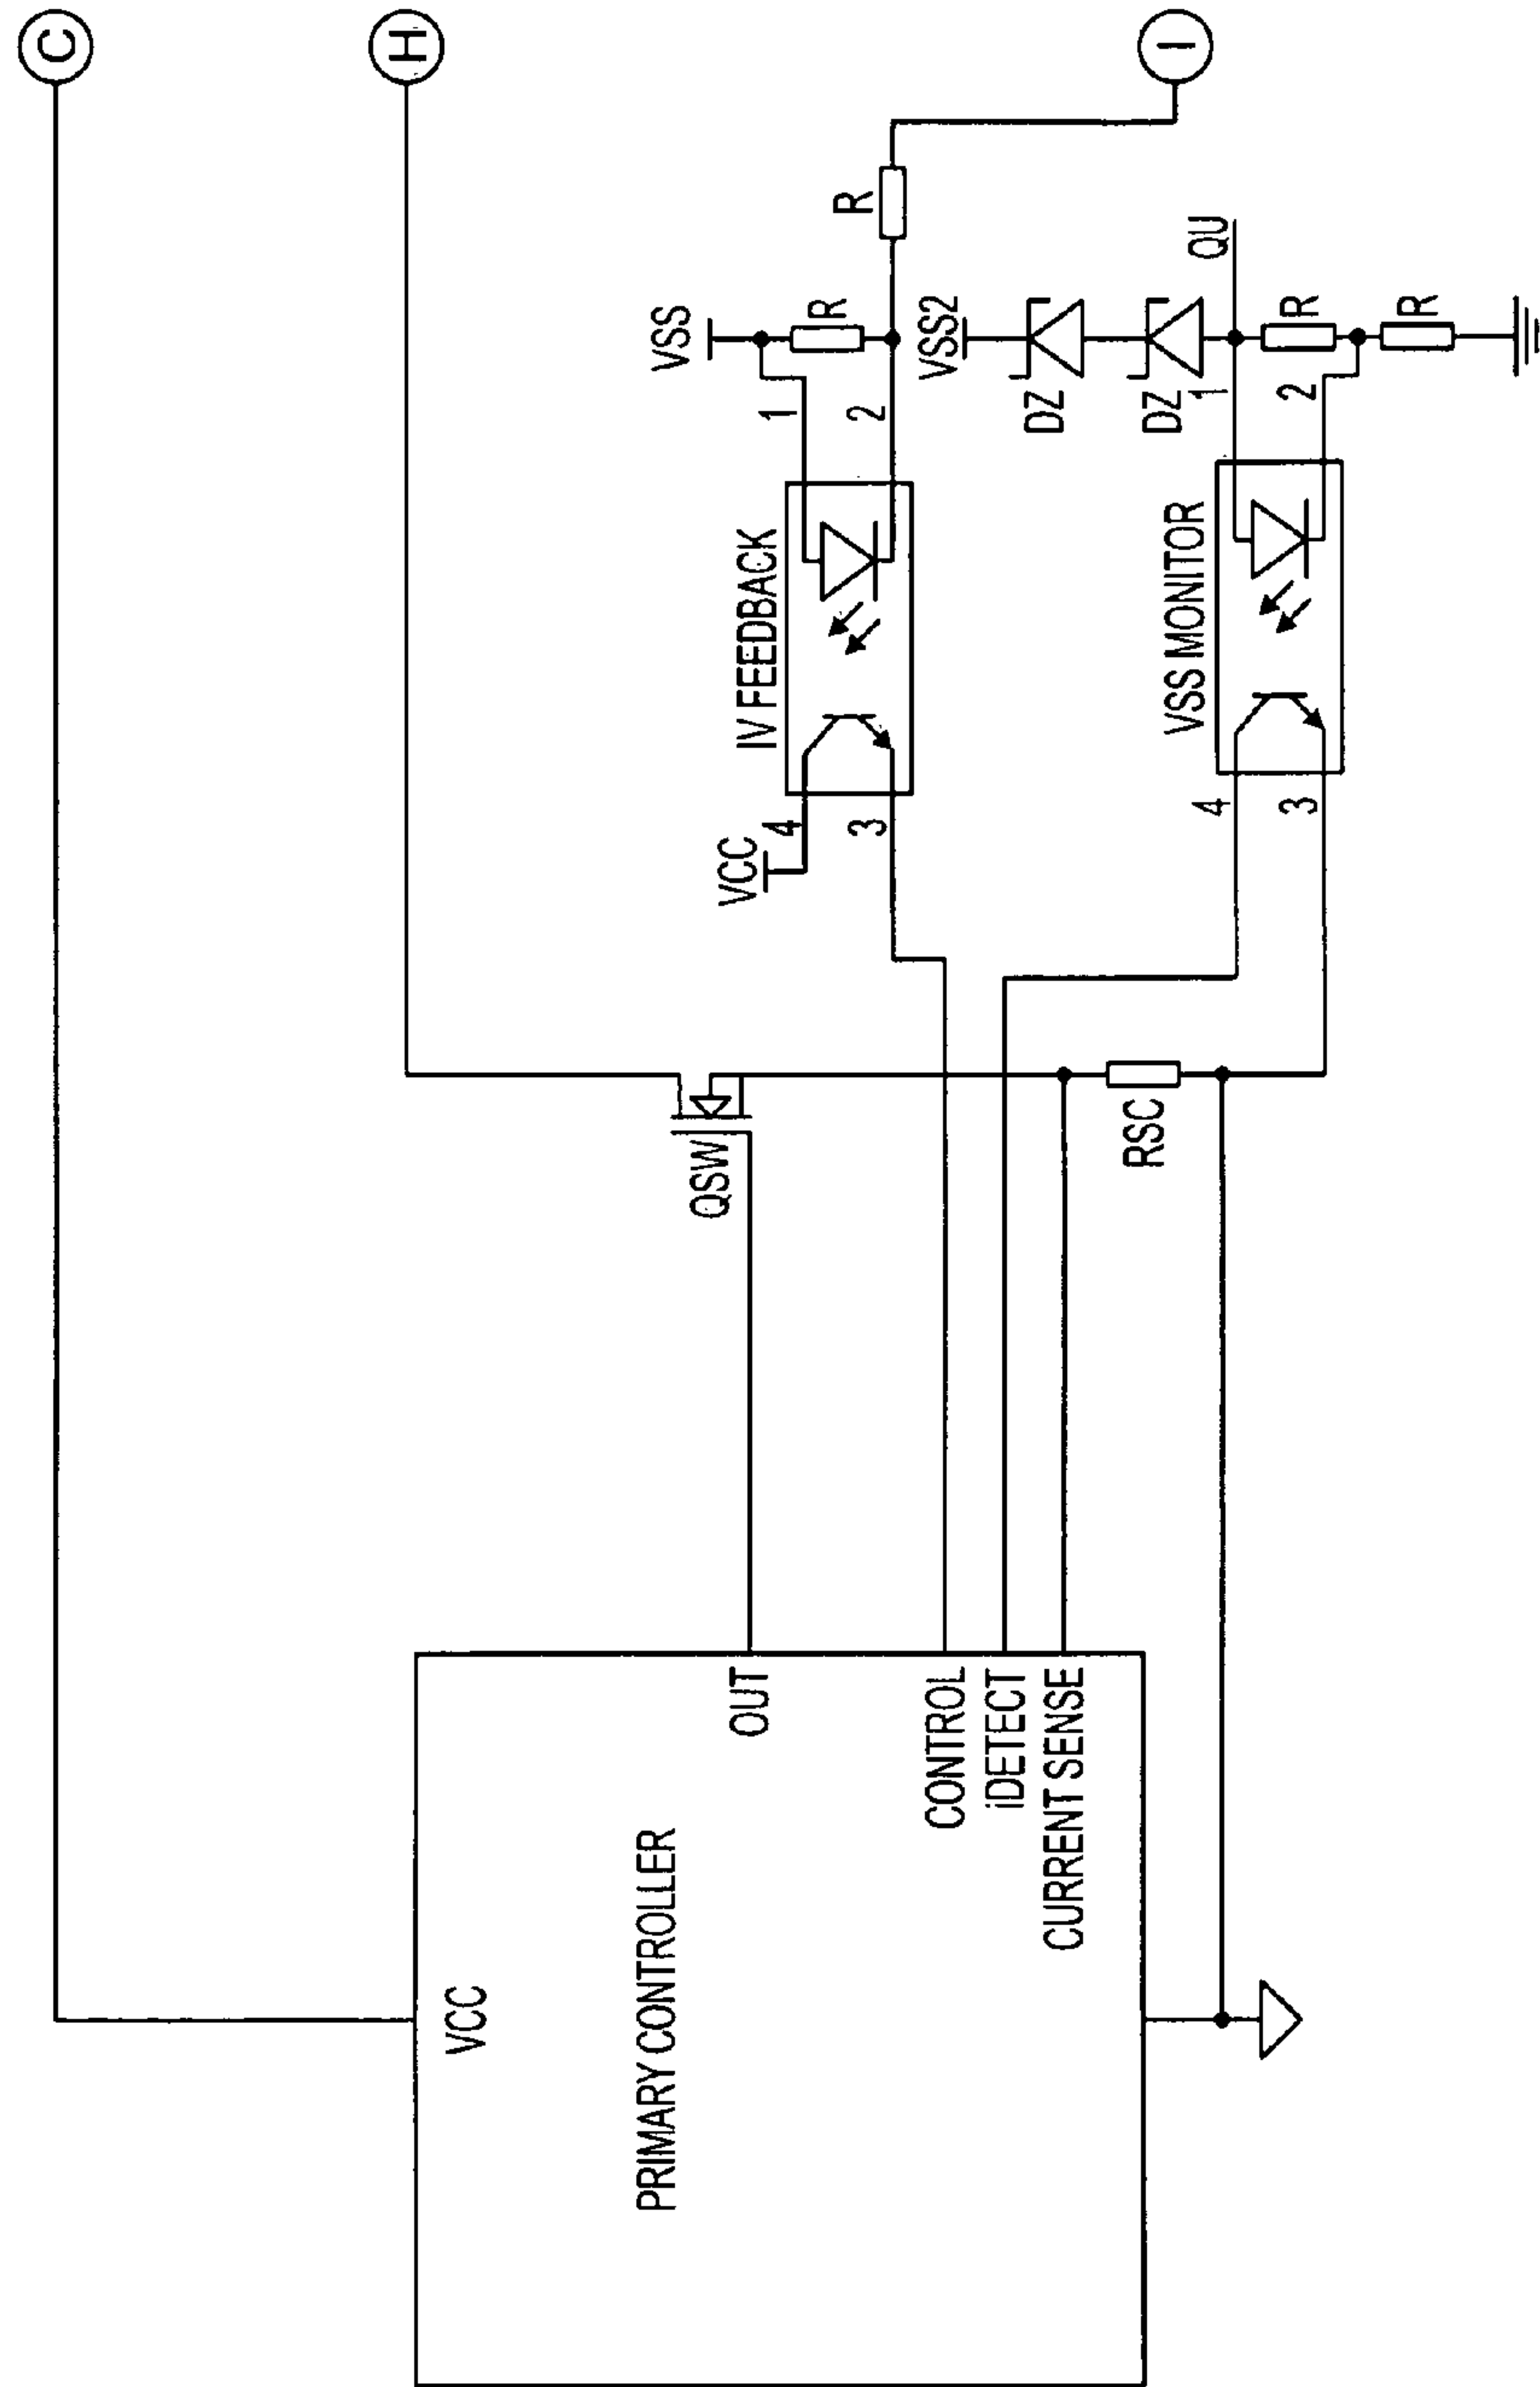 C
H
I
VCC
PRIMARY CONTROLLER
OUT
CONTROL
iDETECT
CURRENT SENSE
QSW
RSC
VCC
4
3
IV FEEDBACK
1
2
VSS
R
R
4
3
VSS MONITOR
1
2
VSS2
DZ
DZ
QU
R
R